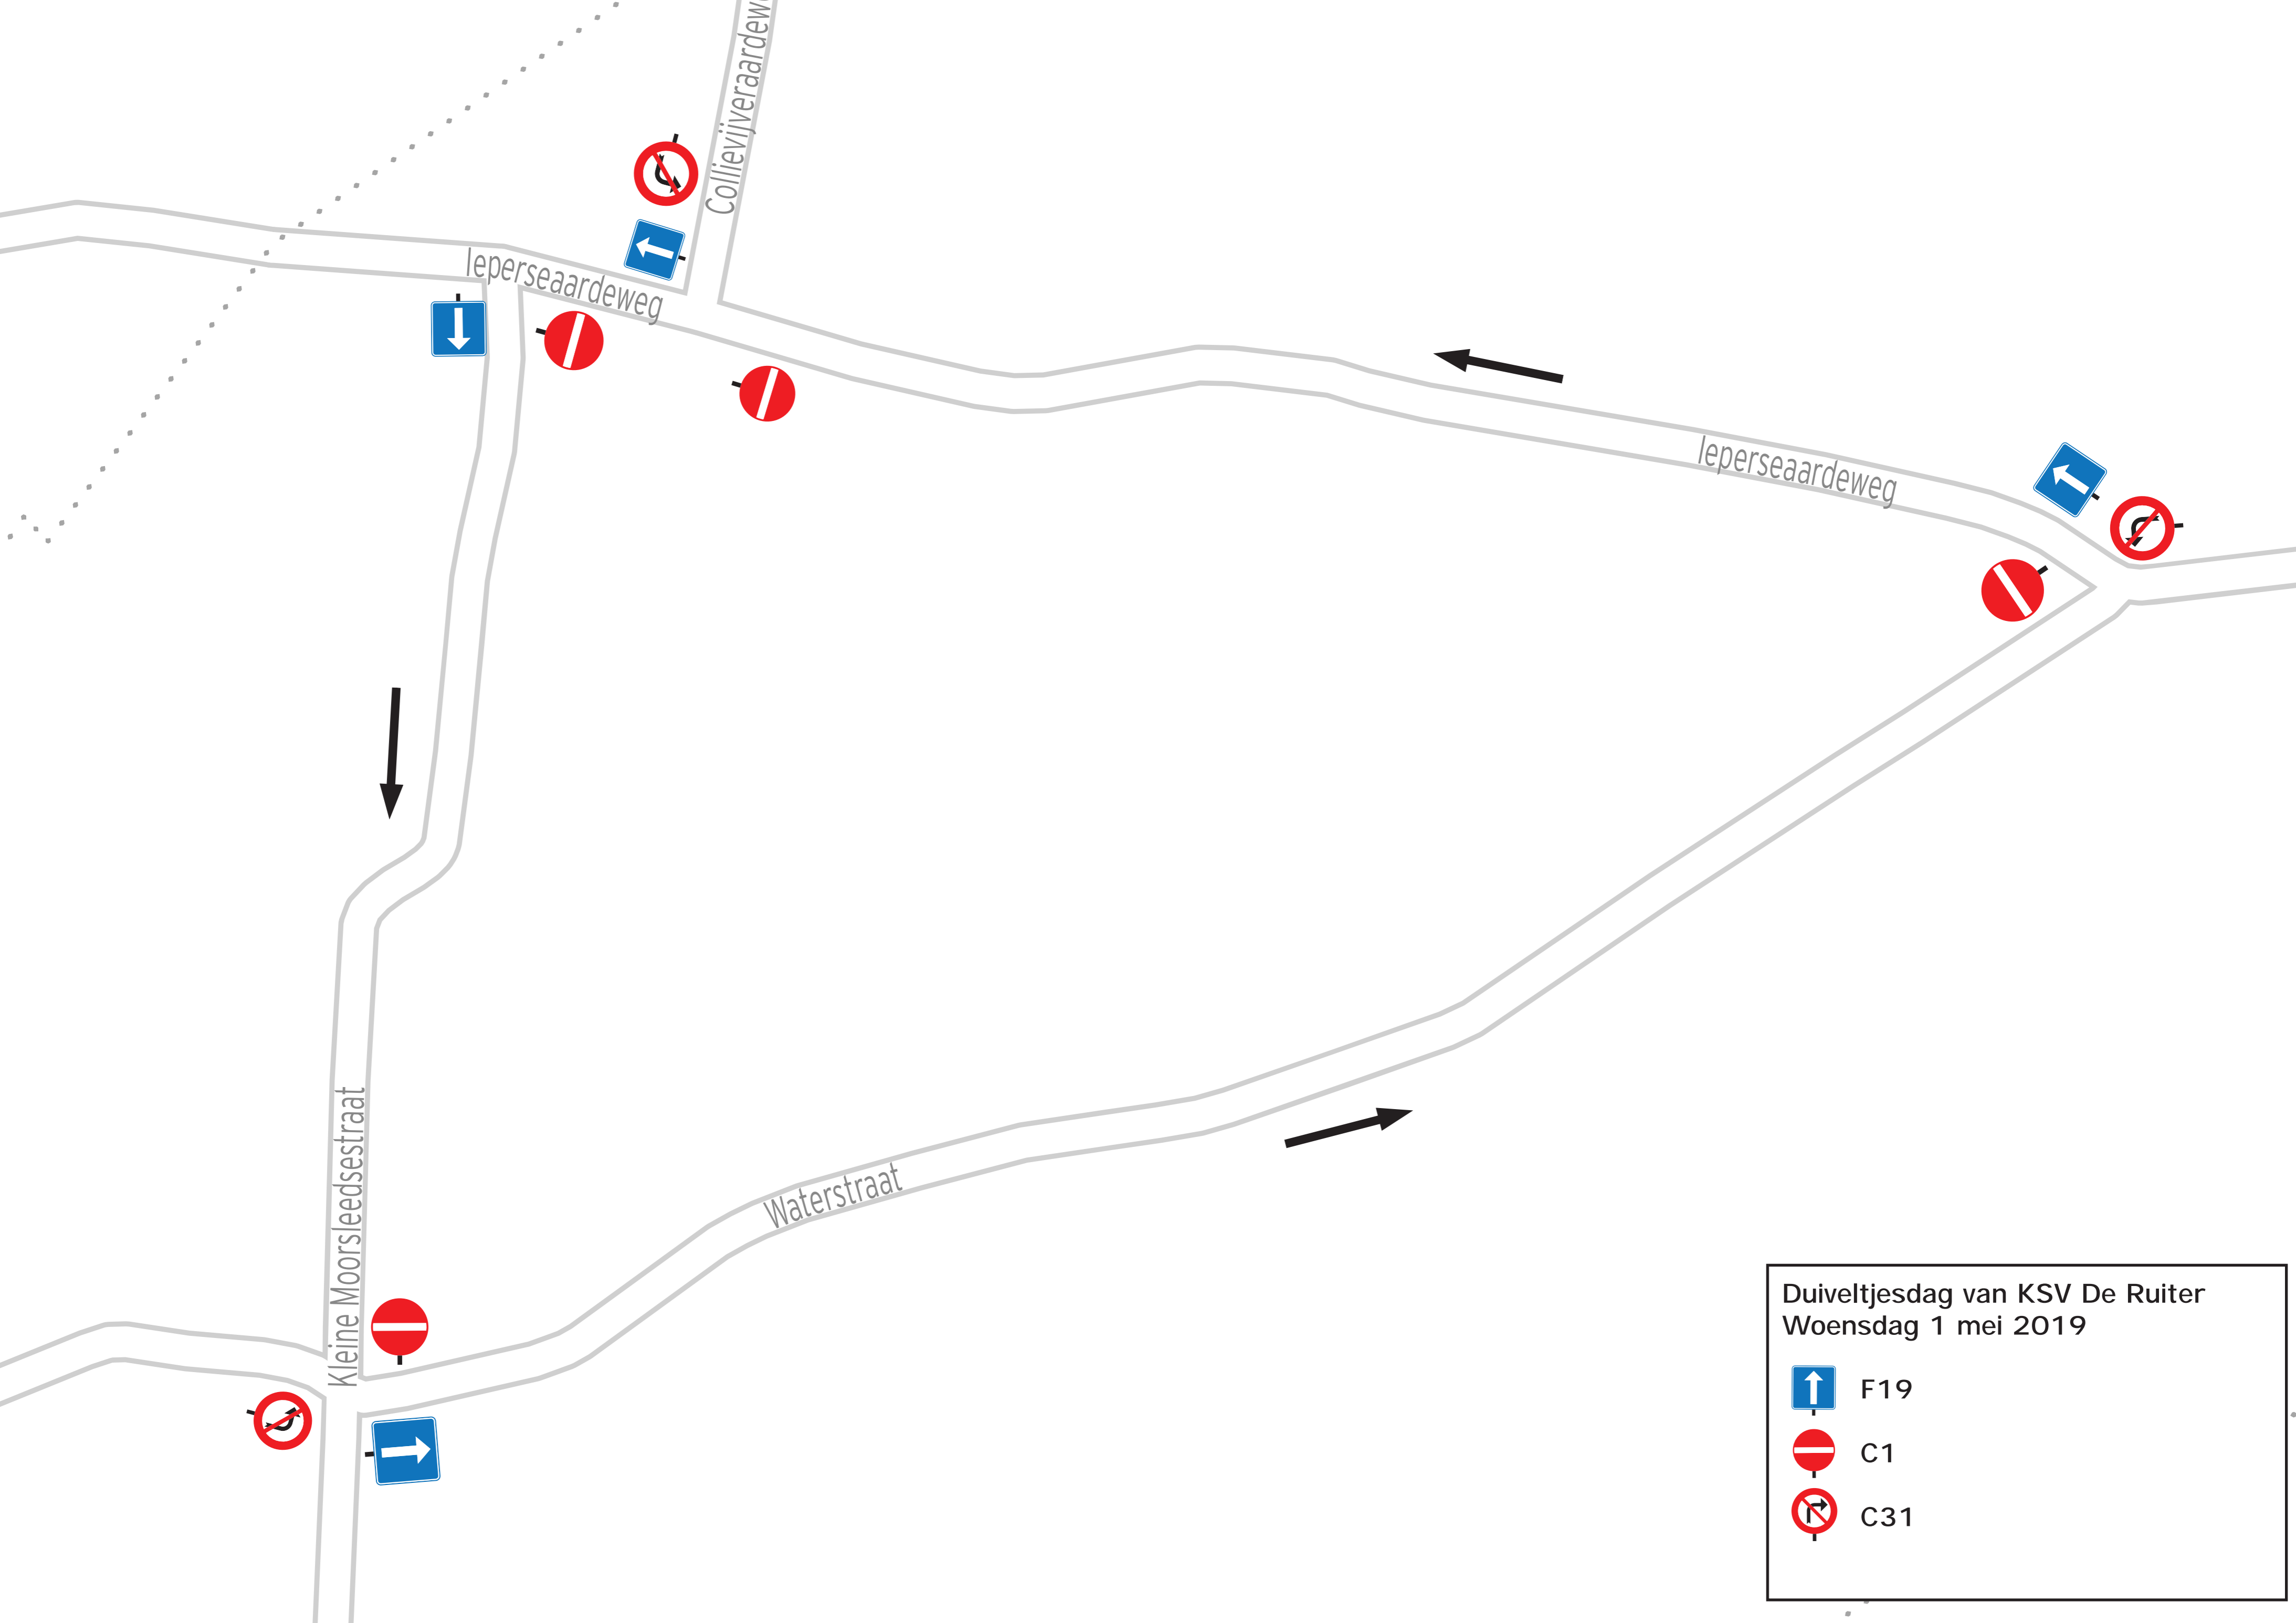 Collievijveraardew
Ieperseaardeweg
Ieperseaardeweg
Kleine Moorsleedsestraat
Waterstraat
Duiveltjesdag van KSV De Ruiter
Woensdag 1 mei 2019
F19
C1
C31